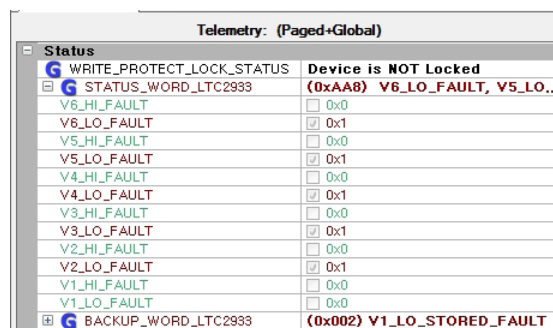 Telemetry: (Paged+Global)
Status
G WRITE_PROTECT_LOCK_STATUS Device is NOT Locked
G STATUS_WORD_LTC2933 (0xAA8) V6_LO_FAULT, V5_LO...
V6_HI_FAULT 0x0
V6_LO_FAULT 0x1
V5_HI_FAULT 0x0
V5_LO_FAULT 0x1
V4_HI_FAULT 0x0
V4_LO_FAULT 0x1
V3_HI_FAULT 0x0
V3_LO_FAULT 0x1
V2_HI_FAULT 0x0
V2_LO_FAULT 0x1
V1_HI_FAULT 0x0
V1_LO_FAULT 0x0
G BACKUP_WORD_LTC2933 (0x002) V1_LO_STORED_FAULT